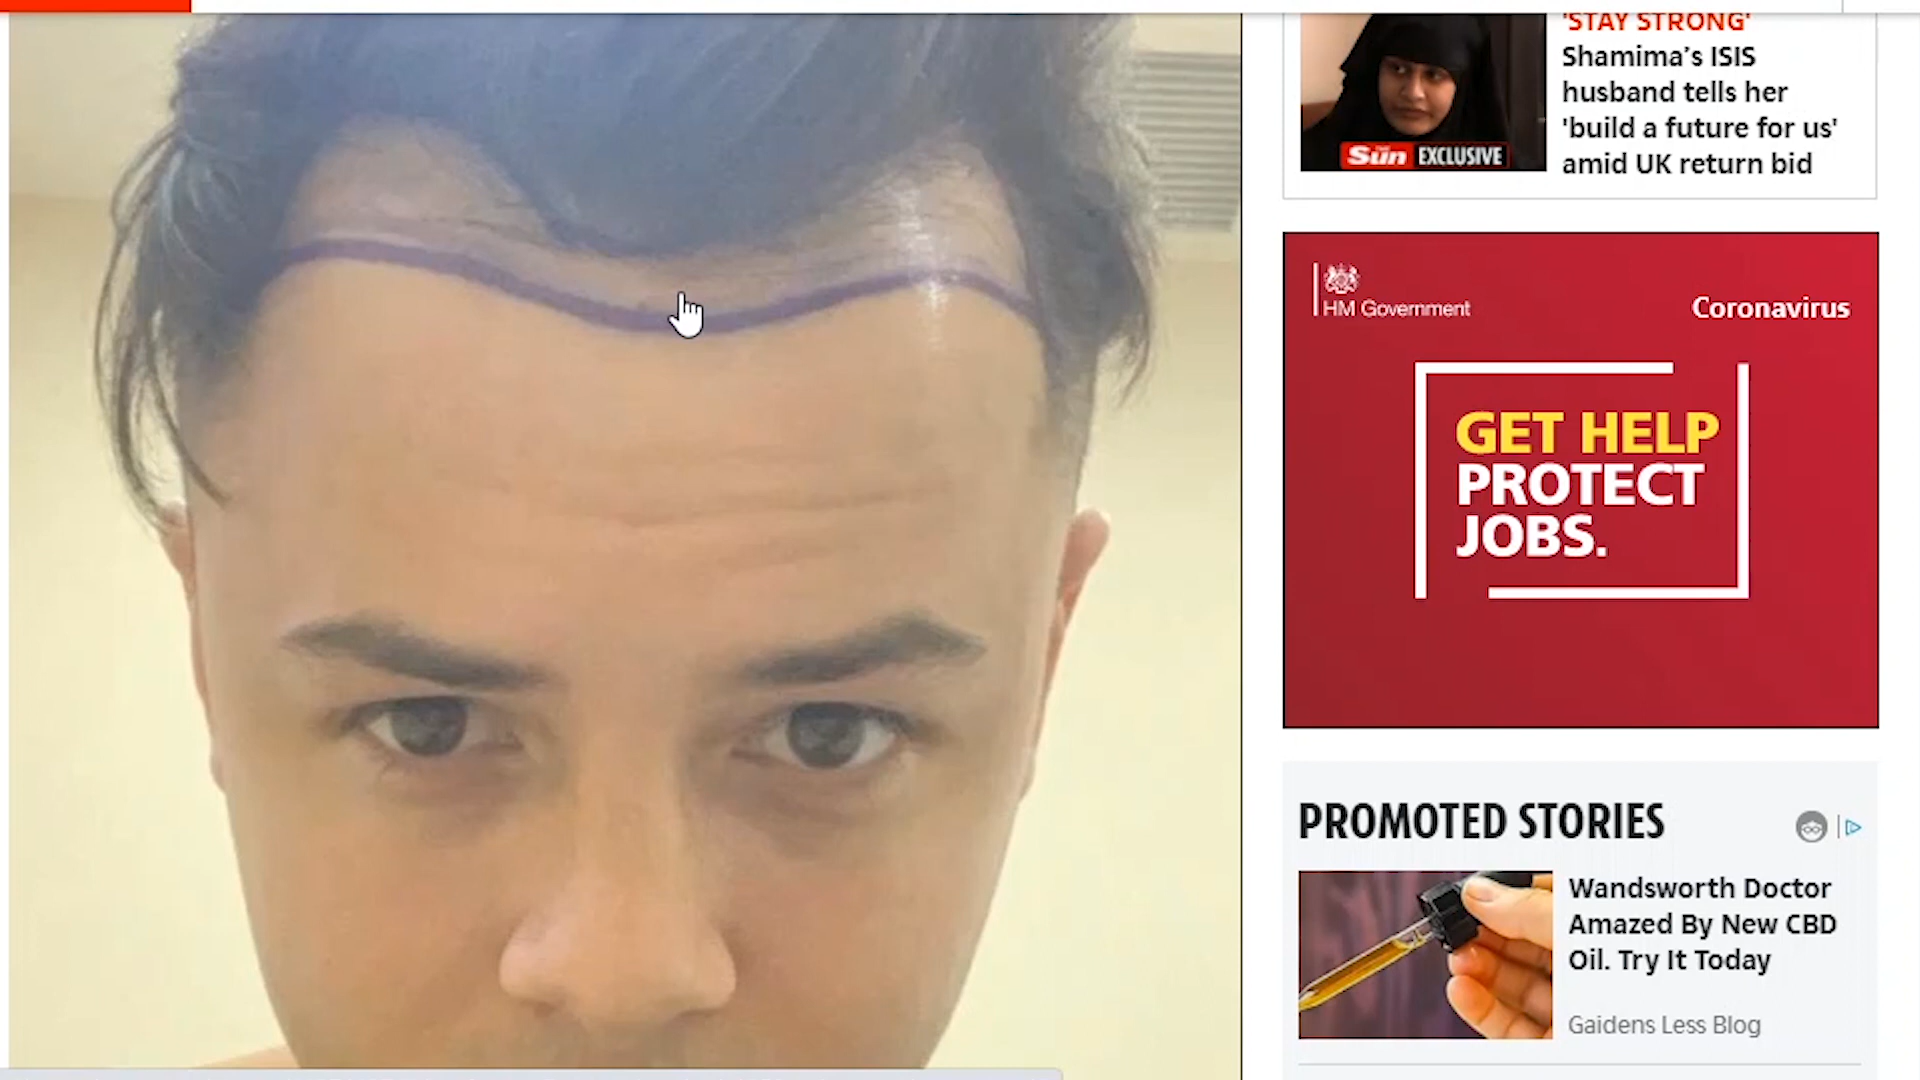 'STAY STRONG'
Shamima's ISIS
husband tells her
'build a future for us'
amid UK return bid
The Sun EXCLUSIVE
HM Government
Coronavirus
GET HELP
PROTECT
JOBS.
PROMOTED STORIES
Wandsworth Doctor
Amazed By New CBD
Oil. Try It Today
Gaidens Less Blog